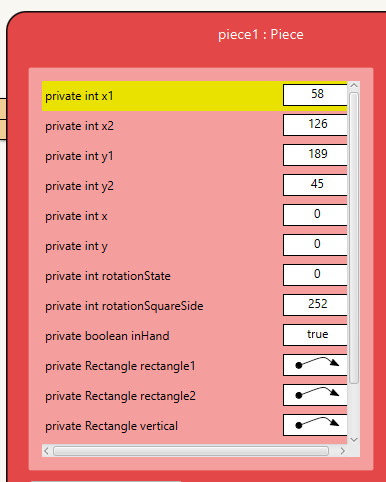 piece1 : Piece
private int x1 58
private int x2 126
private int y1 189
private int y2 45
private int x 0
private int y 0
private int rotationState 0
private int rotationSquareSide 252
private boolean inHand true
private Rectangle rectangle1
private Rectangle rectangle2
private Rectangle vertical